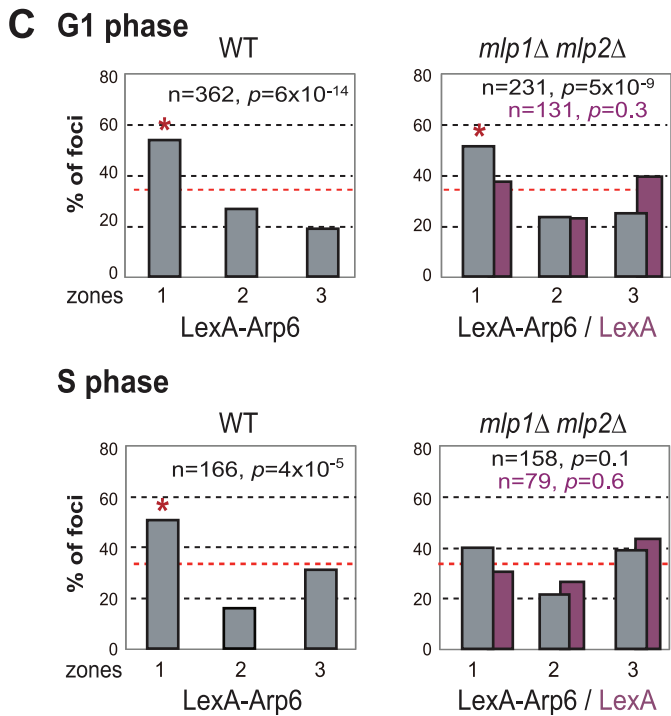 C G1 phase
WT
% of foci
80
60
40
20
0
n=362, p=6x10⁻¹⁴
*
zones 1 2 3
LexA-Arp6
mlp1Δ mlp2Δ
80
60
40
20
0
n=231, p=5x10⁻⁹
n=131, p=0.3
*
1 2 3
LexA-Arp6 / LexA
S phase
WT
% of foci
80
60
40
20
0
n=166, p=4x10⁻⁵
*
zones 1 2 3
LexA-Arp6
mlp1Δ mlp2Δ
80
60
40
20
0
n=158, p=0.1
n=79, p=0.6
1 2 3
LexA-Arp6 / LexA